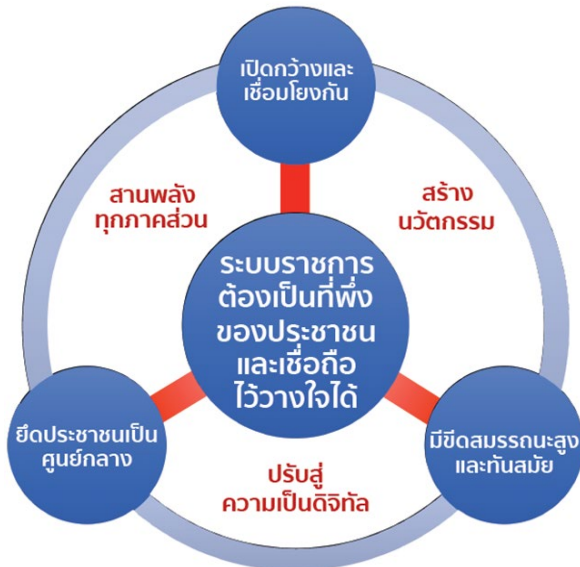 เปิดกว้างและ
เชื่อมโยงกัน
สานพลัง
ทุกภาคส่วน
สร้าง
นวัตกรรม
ระบบราชการ
ต้องเป็นที่พึ่ง
ของประชาชน
และเชื่อถือ
ไว้วางใจได้
ยึดประชาชนเป็น
ศูนย์กลาง
มีขีดสมรรถนะสูง
และทันสมัย
ปรับสู่
ความเป็นดิจิทัล